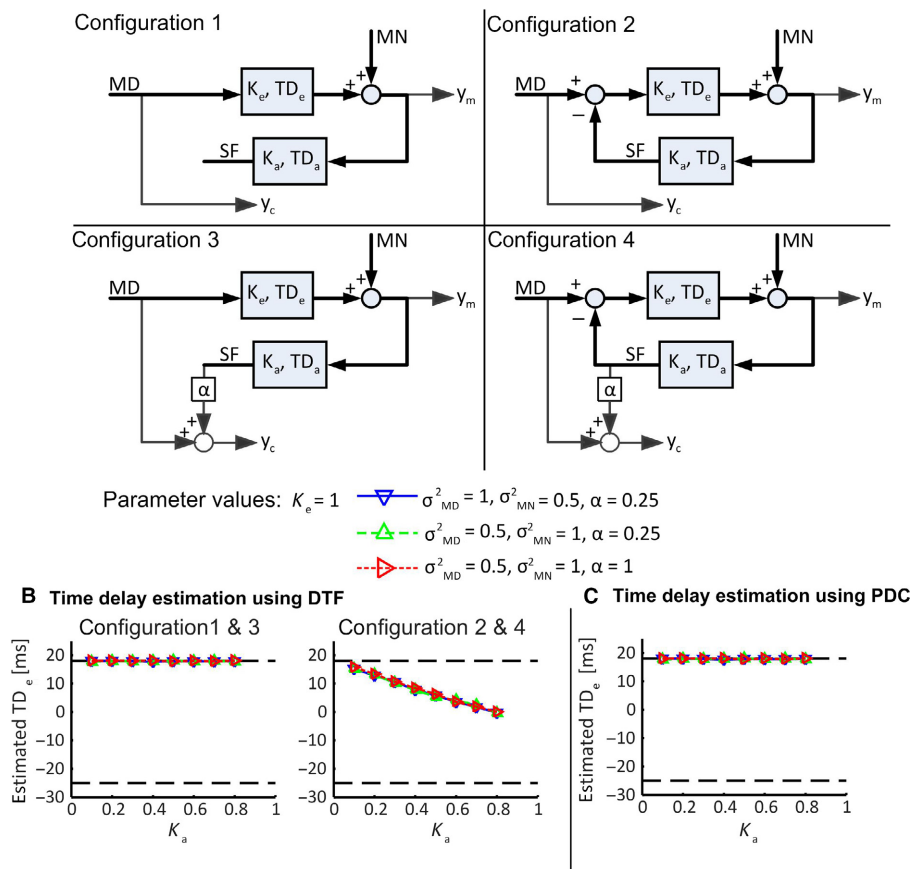 Configuration 1
MN
MD
K_e, TD_e
+
+
y_m
SF
K_a, TD_a
y_c
Configuration 2
MN
MD
+
−
K_e, TD_e
+
+
y_m
SF
K_a, TD_a
y_c
Configuration 3
MN
MD
K_e, TD_e
+
+
y_m
SF
K_a, TD_a
α
+
+
y_c
Configuration 4
MN
MD
+
−
K_e, TD_e
+
+
y_m
SF
K_a, TD_a
α
+
+
y_c
Parameter values: K_e = 1
σ²_MD = 1, σ²_MN = 0.5, α = 0.25
σ²_MD = 0.5, σ²_MN = 1, α = 0.25
σ²_MD = 0.5, σ²_MN = 1, α = 1
B Time delay estimation using DTF
Configuration1 & 3
Estimated TD_e [ms]
20
10
0
−10
−20
−30
0 0.2 0.4 0.6 0.8 1
K_a
Configuration 2 & 4
20
10
0
−10
−20
−30
0 0.2 0.4 0.6 0.8 1
K_a
C Time delay estimation using PDC
Estimated TD_e [ms]
20
10
0
−10
−20
−30
0 0.2 0.4 0.6 0.8 1
K_a